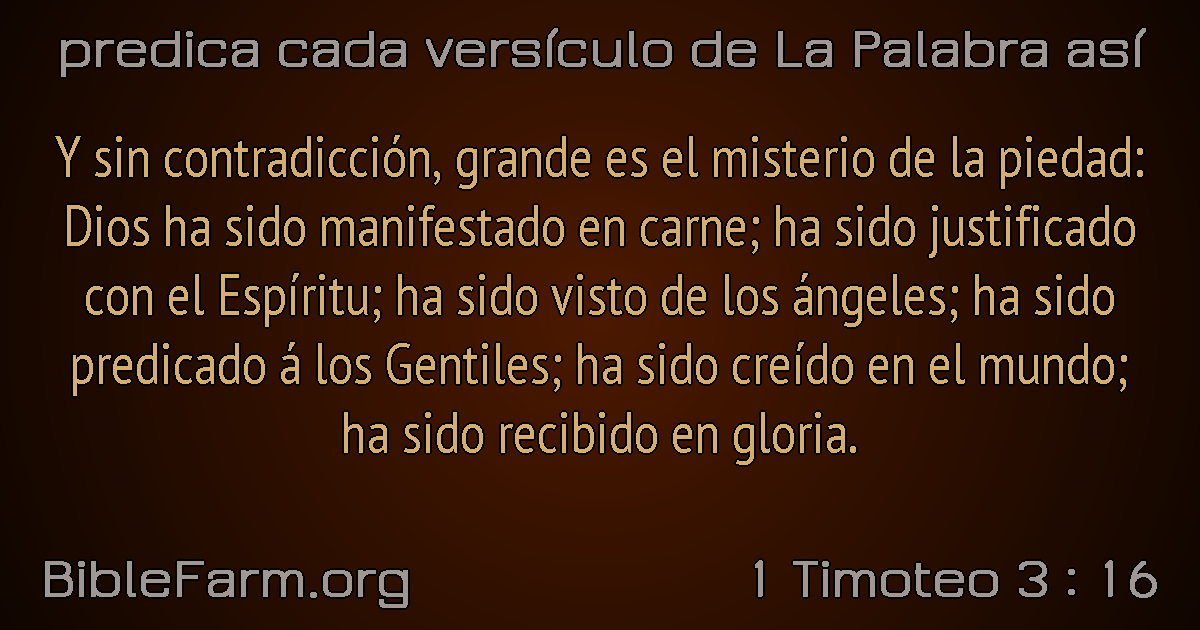 predica cada versículo de La Palabra así
Y sin contradicción, grande es el misterio de la piedad:
Dios ha sido manifestado en carne; ha sido justificado
con el Espíritu; ha sido visto de los ángeles; ha sido
predicado á los Gentiles; ha sido creído en el mundo;
ha sido recibido en gloria.
BibleFarm.org
1 Timoteo 3 : 16